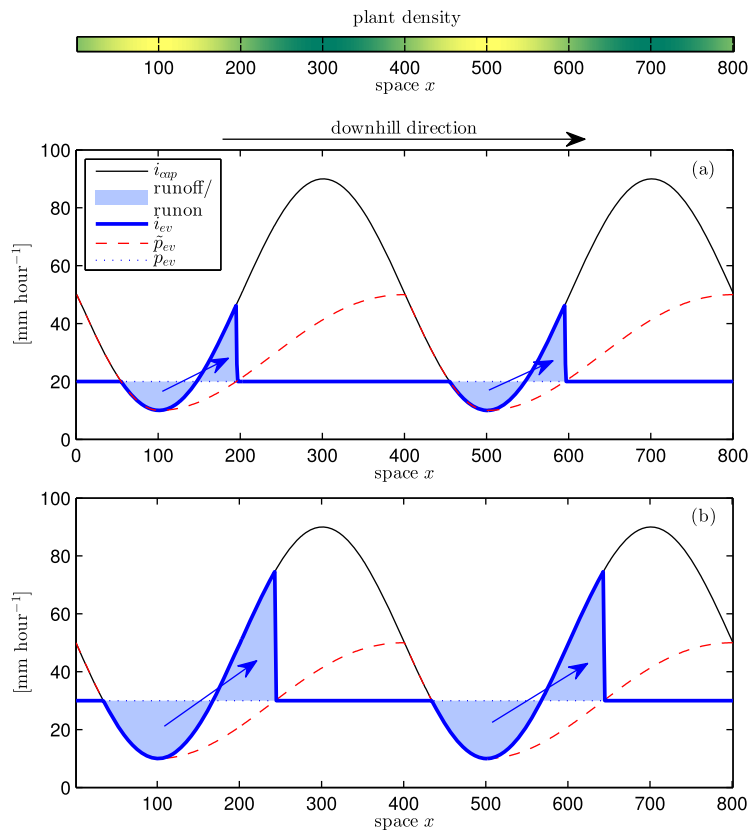 plant density
100 200 300 400 500 600 700 800
space x
downhill direction
100
80
60
40
20
0
[mm hour⁻¹]
(a)
i_cap
runoff/
runon
i_ev
p̃_ev
p_ev
0 100 200 300 400 500 600 700 800
space x
100
80
60
40
20
0
[mm hour⁻¹]
(b)
100 200 300 400 500 600 700 800
space x